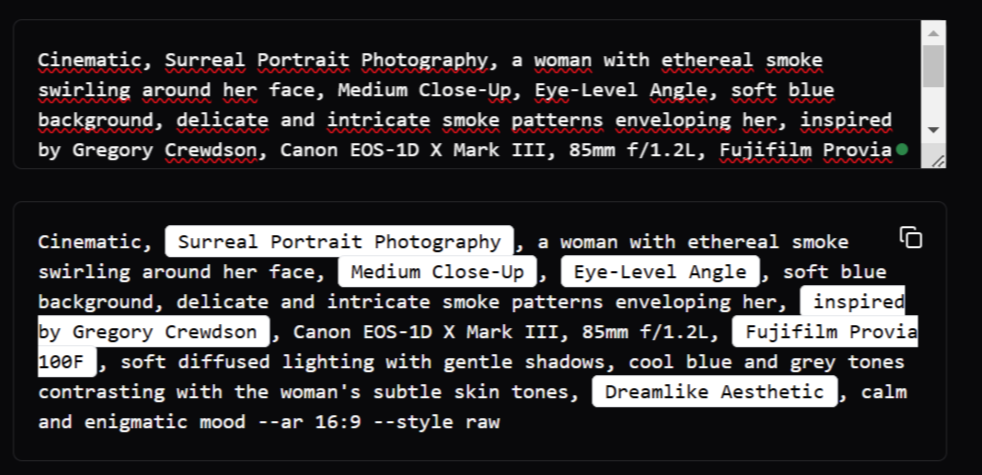 Cinematic, Surreal Portrait Photography, a woman with ethereal smoke
swirling around her face, Medium Close-Up, Eye-Level Angle, soft blue
background, delicate and intricate smoke patterns enveloping her, inspired
by Gregory Crewdson, Canon EOS-1D X Mark III, 85mm f/1.2L, Fujifilm Provia
Cinematic, Surreal Portrait Photography, a woman with ethereal smoke
swirling around her face, Medium Close-Up, Eye-Level Angle, soft blue
background, delicate and intricate smoke patterns enveloping her, inspired
by Gregory Crewdson, Canon EOS-1D X Mark III, 85mm f/1.2L, Fujifilm Provia
100F, soft diffused lighting with gentle shadows, cool blue and grey tones
contrasting with the woman's subtle skin tones, Dreamlike Aesthetic, calm
and enigmatic mood --ar 16:9 --style raw